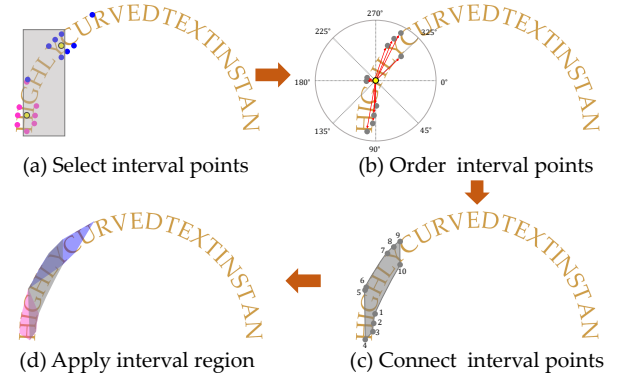 HIGHLYCURVEDTEXTINSTAN
(a) Select interval points
270°
225°
325°
180°
0°
135°
45°
90°
HIGHLYCURVEDTEXTINSTAN
(b) Order interval points
HIGHLYCURVEDTEXTINSTAN
(d) Apply interval region
9
8
7
10
6
5
1
2
3
4
HIGHLYCURVEDTEXTINSTAN
(c) Connect interval points